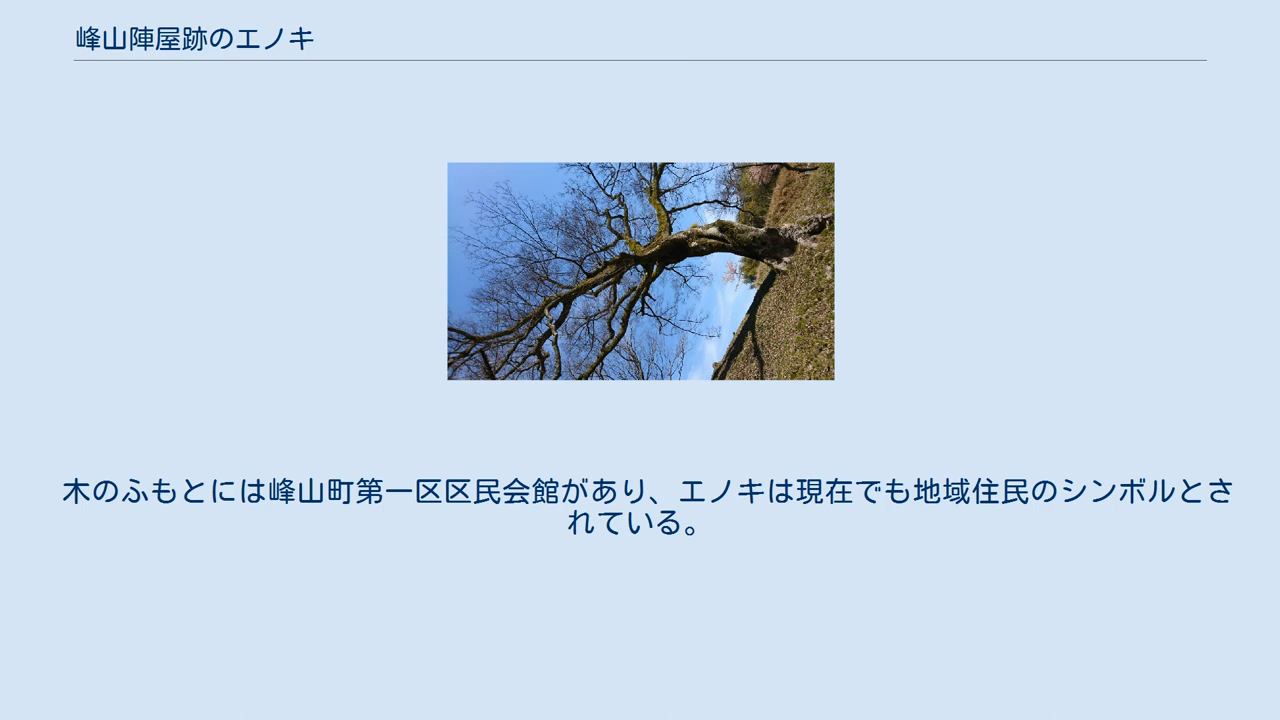 峰山陣屋跡のエノキ
木のふもとには峰山町第一区区民会館があり、エノキは現在でも地域住民のシンボルとさ
れている。